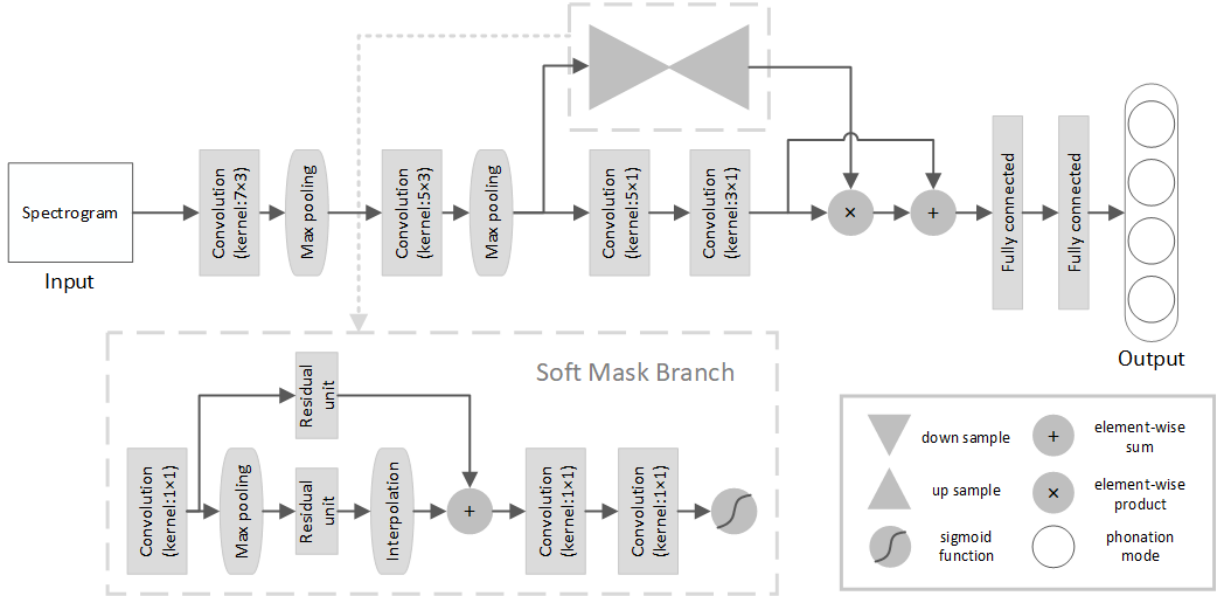 Spectrogram
Input
Convolution
(kernel:7×3)
Max pooling
Convolution
(kernel:5×3)
Max pooling
Convolution
(kernel:5×1)
Convolution
(kernel:3×1)
×
+
Fully connected
Fully connected
Output
Soft Mask Branch
Residual
unit
Convolution
(kernel:1×1)
Max pooling
Residual
unit
Interpolation
+
Convolution
(kernel:1×1)
Convolution
(kernel:1×1)
down sample
+
element-wise
sum
up sample
×
element-wise
product
sigmoid
function
phonation
mode